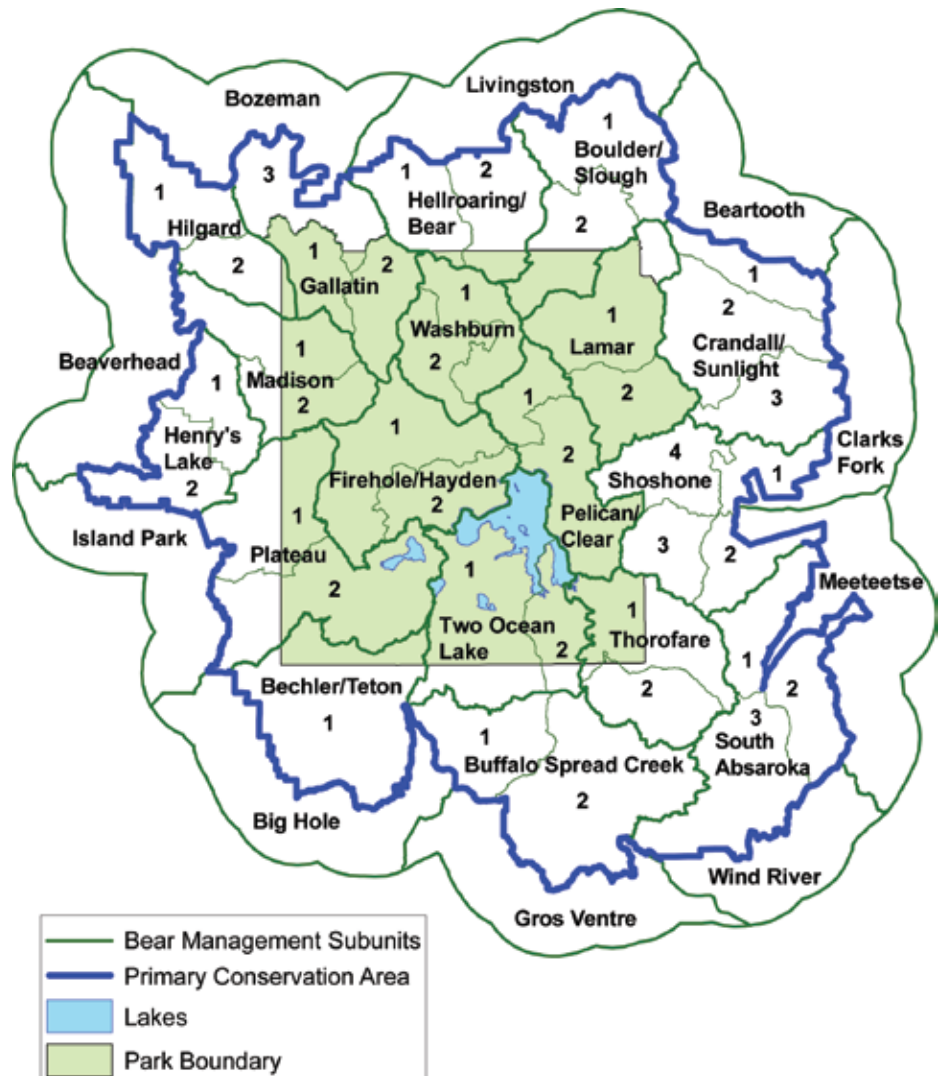 Livingston
Bozeman
1
Boulder/
Slough
3
1
2
1
Hellroaring/
Bear
Hilgard
2
Beartooth
2
1
Gallatin
2
1
2
1
Washburn
1
Lamar
Crandall/
Sunlight
Beaverhead
1
Madison
2
1
2
1
2
3
Henry's
Lake
1
2
Clarks
Fork
4
Shoshone
1
2
Firehole/Hayden
2
Island Park
1
Plateau
Pelican/
Clear
3
2
2
1
Meeteetse
Two Ocean
Lake
2
1
Thorofare
1
2
2
Bechler/Teton
1
3
South
Absaroka
1
Buffalo Spread Creek
2
Big Hole
Wind River
Gros Ventre
Bear Management Subunits
Primary Conservation Area
Lakes
Park Boundary